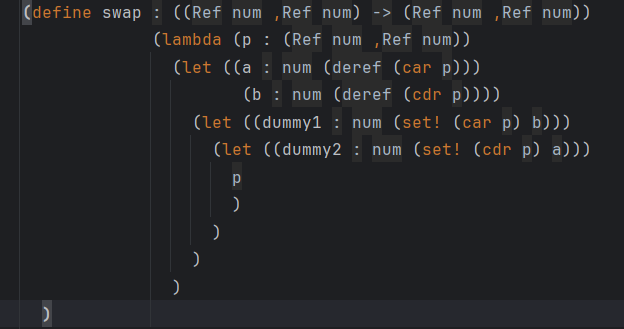 (define swap : ((Ref num ,Ref num) -> (Ref num ,Ref num))
(lambda (p : (Ref num ,Ref num))
(let ((a : num (deref (car p)))
(b : num (deref (cdr p))))
(let ((dummy1 : num (set! (car p) b)))
(let ((dummy2 : num (set! (cdr p) a)))
p
)
)
)
)
)